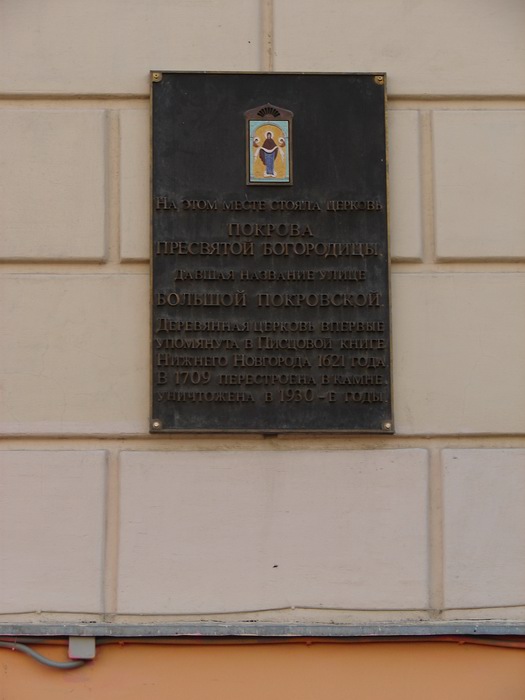 На этом месте стояла церковь
Покрова
Пресвятой Богородицы,
давшая название улице
Большой Покровской.
Деревянная церковь впервые
упомянута в Писцовой книге
Нижнего Новгорода 1621 года
В 1709 перестроена в камне.
Уничтожена в 1930-е годы.